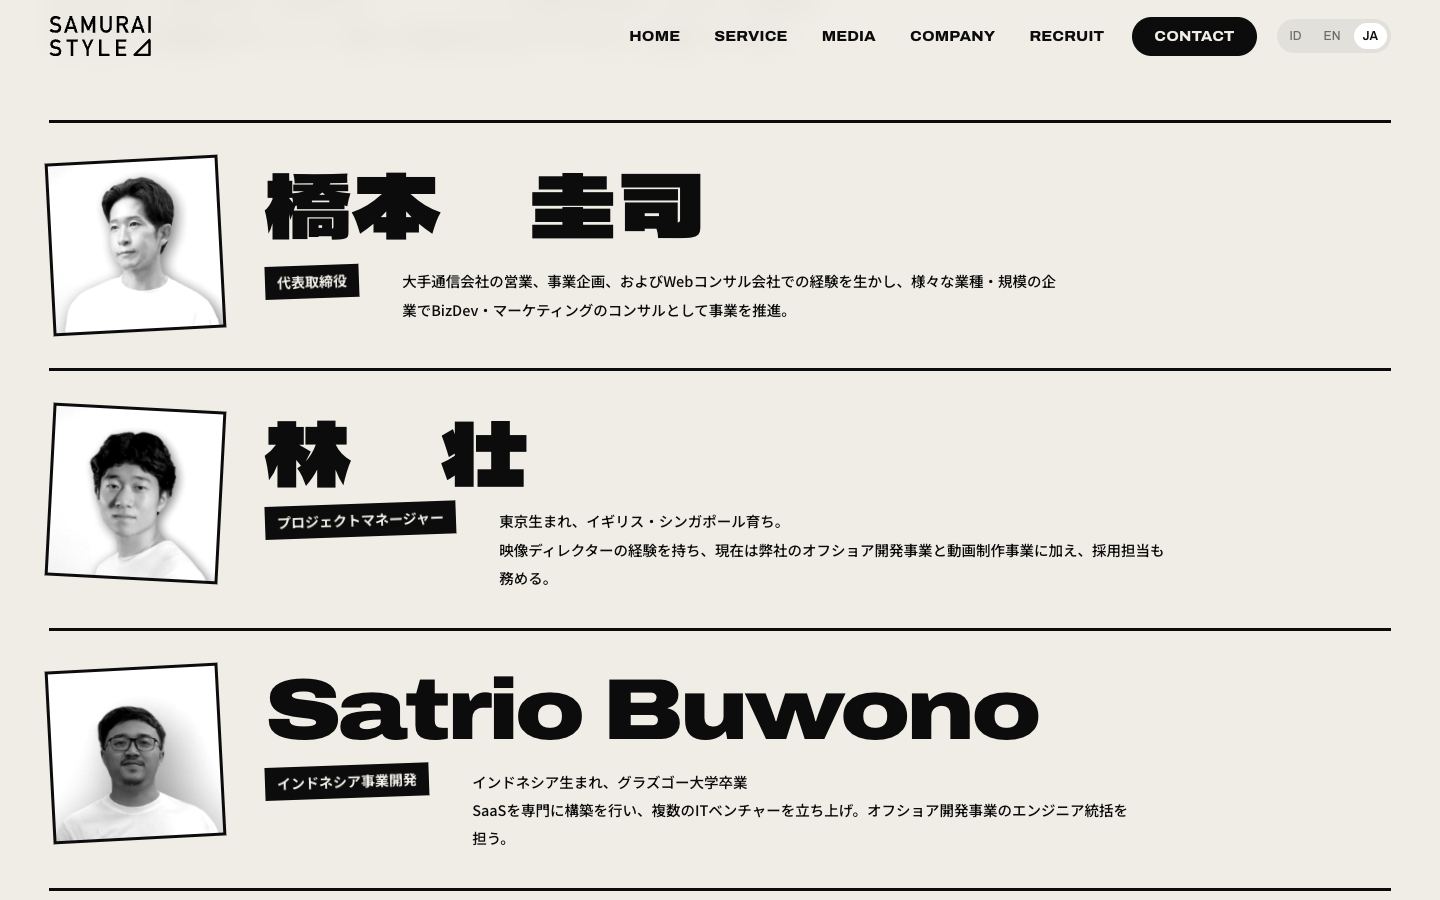 SAMURAI
STYLE
HOME SERVICE MEDIA COMPANY RECRUIT CONTACT ID EN JA
橋本　圭司
代表取締役
大手通信会社の営業、事業企画、およびWebコンサル会社での経験を生かし、様々な業種・規模の企
業でBizDev・マーケティングのコンサルとして事業を推進。
林　壮
プロジェクトマネージャー
東京生まれ、イギリス・シンガポール育ち。
映像ディレクターの経験を持ち、現在は弊社のオフショア開発事業と動画制作事業に加え、採用担当も
務める。
Satrio Buwono
インドネシア事業開発
インドネシア生まれ、グラズゴー大学卒業
SaaSを専門に構築を行い、複数のITベンチャーを立ち上げ。オフショア開発事業のエンジニア統括を
担う。